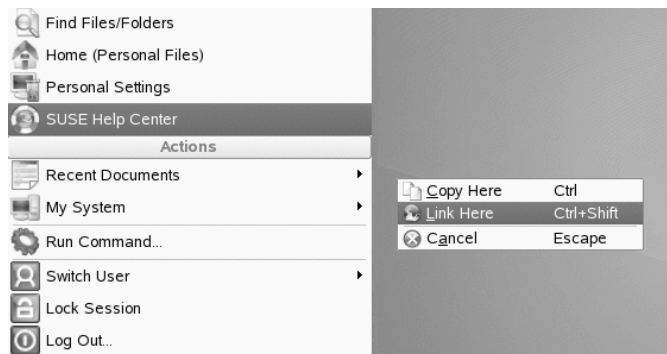 Find Files/Folders
Home (Personal Files)
Personal Settings
SUSE Help Center
Actions
Recent Documents
My System
Run Command...
Switch User
Lock Session
Log Out...
Copy Here Ctrl
Link Here Ctrl+Shift
Cancel Escape